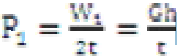 P₁ = W₁/2t = Gh/t